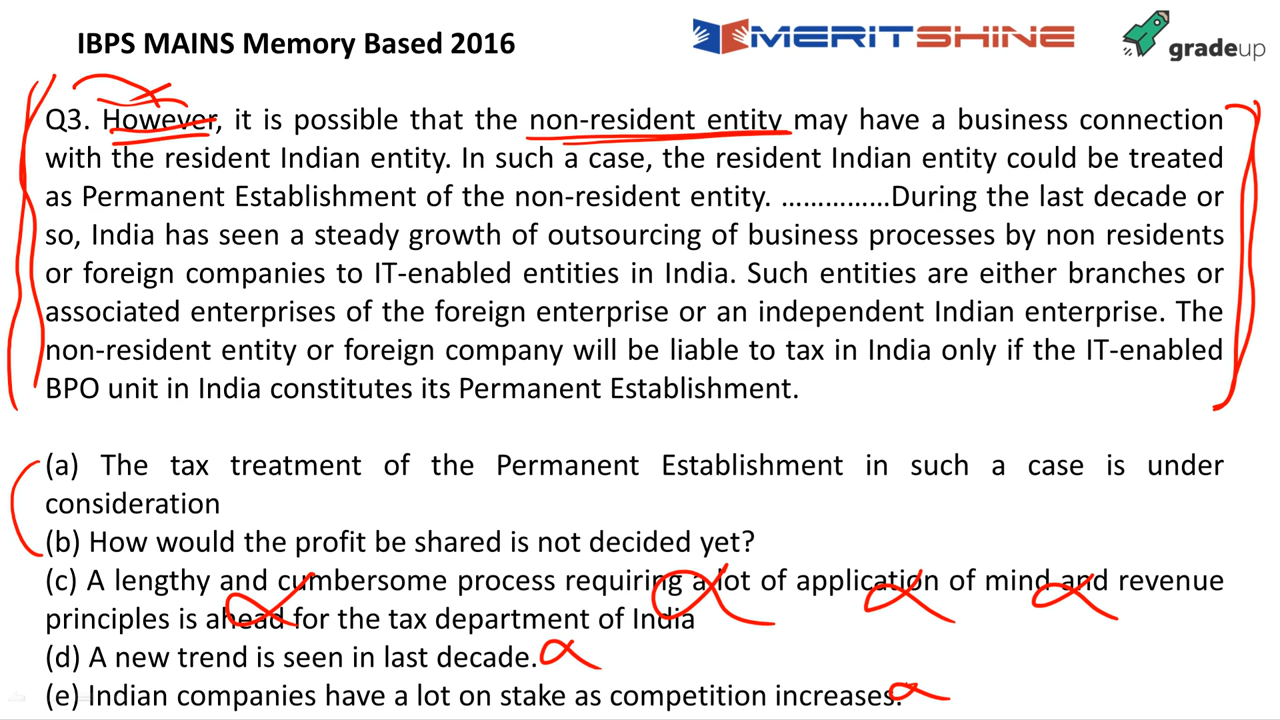 IBPS MAINS Memory Based 2016
MERITSHINE
gradeup
Q3. However, it is possible that the non-resident entity may have a business connection
with the resident Indian entity. In such a case, the resident Indian entity could be treated
as Permanent Establishment of the non-resident entity. ...............During the last decade or
so, India has seen a steady growth of outsourcing of business processes by non residents
or foreign companies to IT-enabled entities in India. Such entities are either branches or
associated enterprises of the foreign enterprise or an independent Indian enterprise. The
non-resident entity or foreign company will be liable to tax in India only if the IT-enabled
BPO unit in India constitutes its Permanent Establishment.
(a) The tax treatment of the Permanent Establishment in such a case is under
consideration
(b) How would the profit be shared is not decided yet?
(c) A lengthy and cumbersome process requiring a lot of application of mind and revenue
principles is ahead for the tax department of India
(d) A new trend is seen in last decade.
(e) Indian companies have a lot on stake as competition increases.